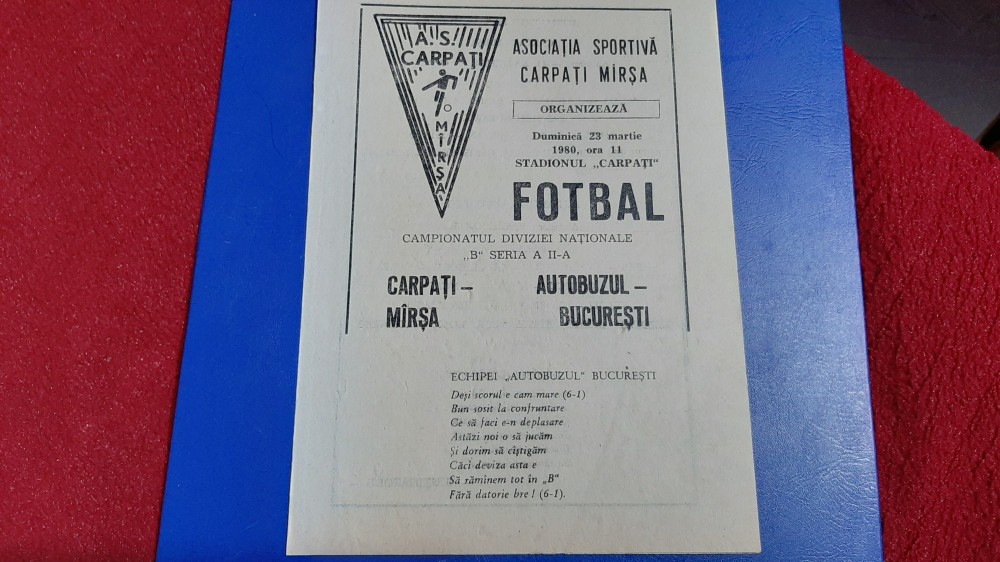 A. S.
CARPAȚI
MÎRȘA
ASOCIAȚIA SPORTIVĂ
CARPAȚI MÎRȘA
ORGANIZEAZĂ
Duminică 23 martie
1980, ora 11
STADIONUL „CARPAȚI“
FOTBAL
CAMPIONATUL DIVIZIEI NAȚIONALE
„B“ SERIA A II-A
CARPAȚI –
MÎRȘA
AUTOBUZUL –
BUCUREȘTI
ECHIPEI „AUTOBUZUL“ BUCUREȘTI
Deși scorul e cam mare (6-1)
Bun sosit la confruntare
Ce să faci e-n deplasare
Astăzi noi o să jucăm
Și dorim să cîștigăm
Căci deviza asta e
Să rămînem tot în „B“
Fără datorie bre ! (6-1).